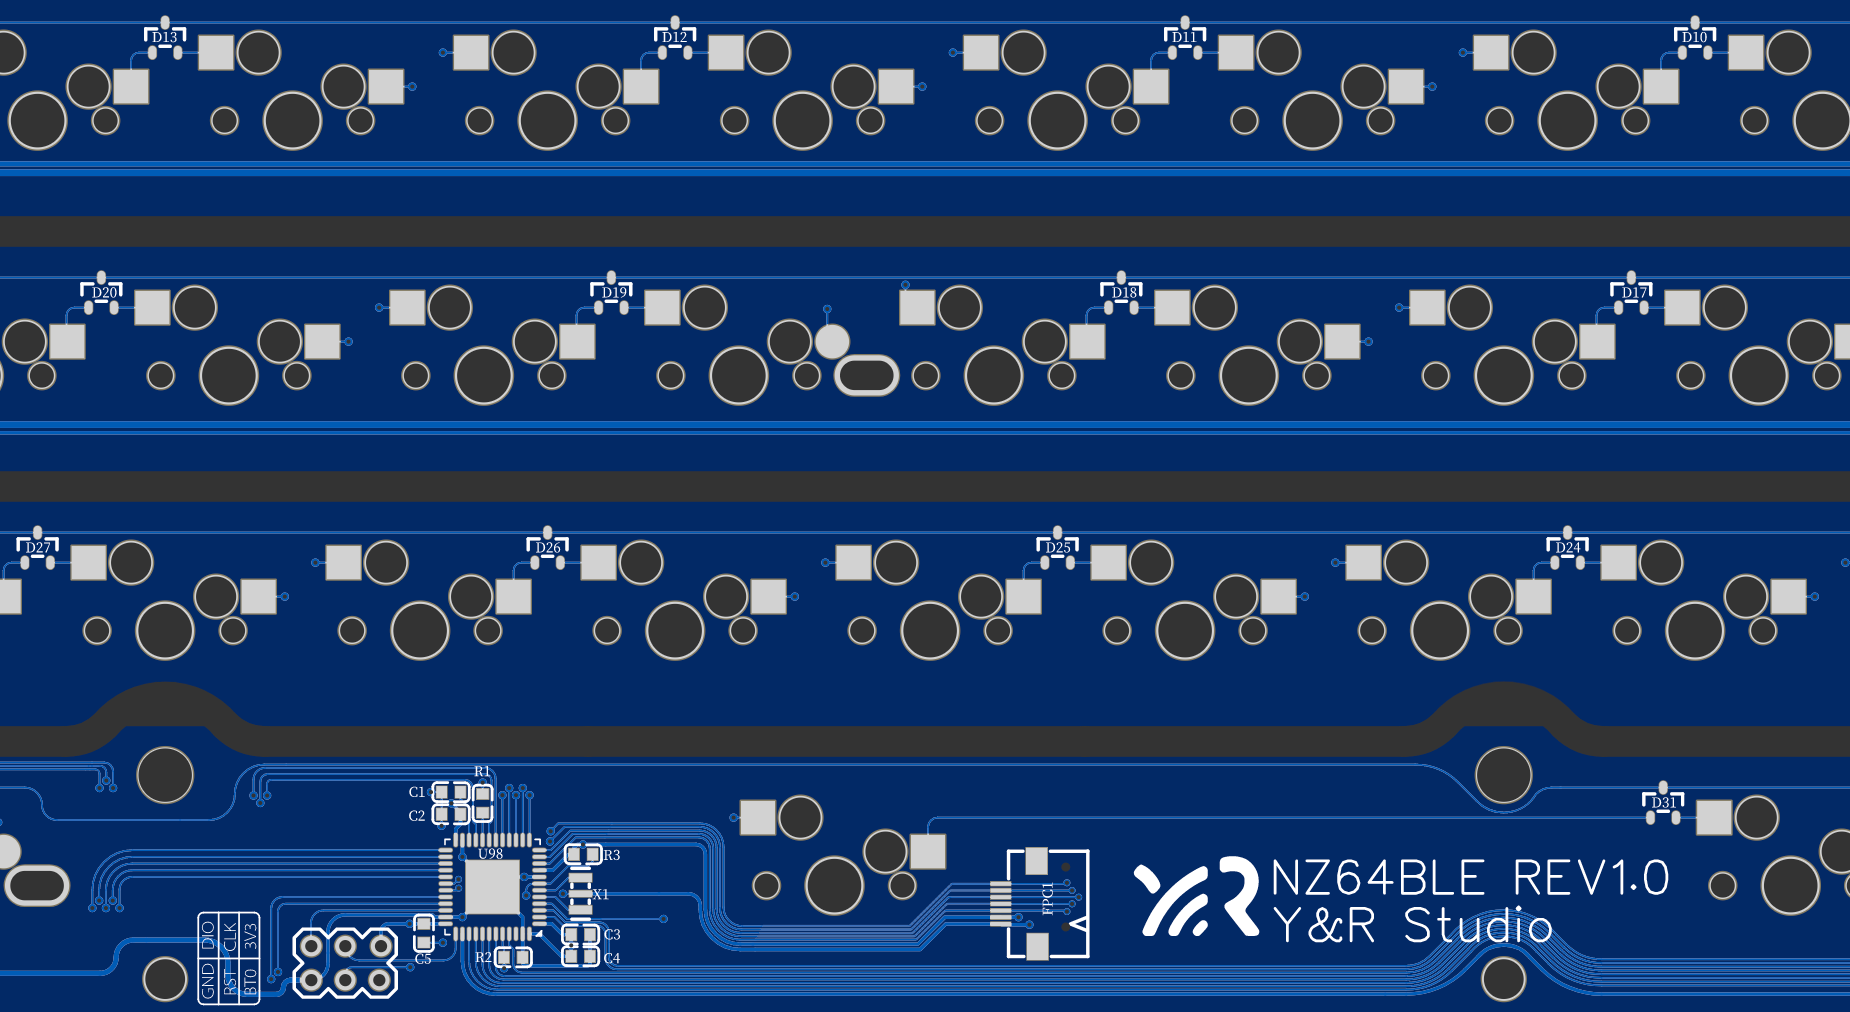 D13 D12 D11 D10
D20 D19 D18 D17
D27 D26 D25 D24
R1
C1
C2
D31
U98
R3
X1
FPC1
NZ64BLE REV1.0
Y&R Studio
C3
C4
R2
C5
DIO CLK 3V3
GND RST BT0